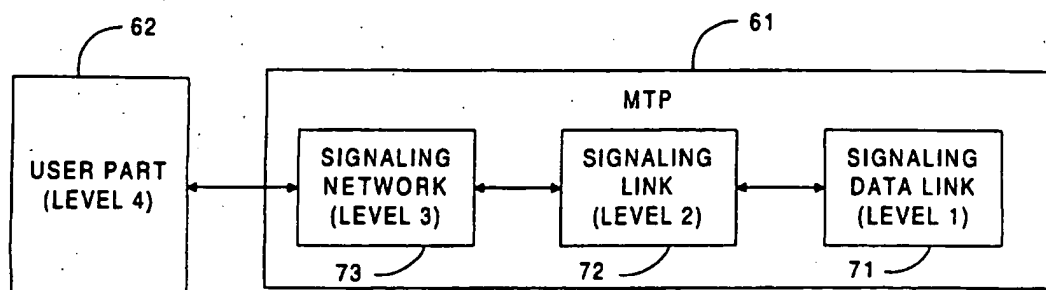 62
61
MTP
USER PART
(LEVEL 4)
SIGNALING
NETWORK
(LEVEL 3)
SIGNALING
LINK
(LEVEL 2)
SIGNALING
DATA LINK
(LEVEL 1)
73
72
71